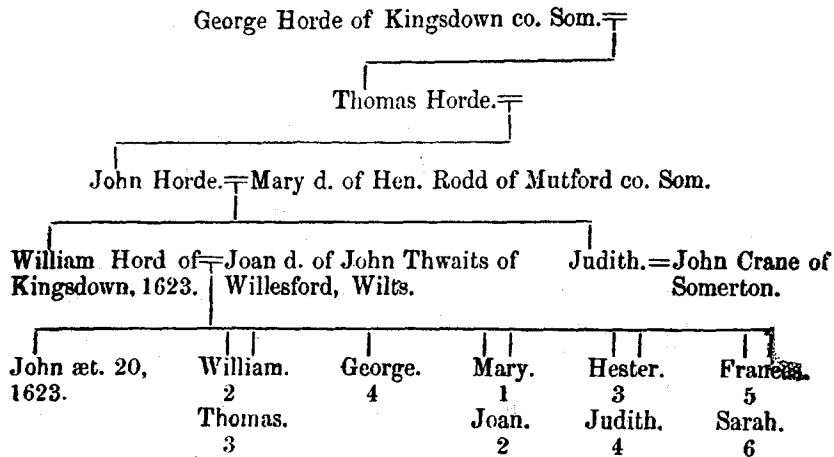 George Horde of Kingsdown co. Som.
Thomas Horde.
John Horde.=Mary d. of Hen. Rodd of Mutford co. Som.
William Hord of=Joan d. of John Thwaits of
Kingsdown, 1623. Willesford, Wilts.
Judith.=John Crane of
Somerton.
John æt. 20,
1623.
William.
2
Thomas.
3
George.
4
Mary.
1
Joan.
2
Hester.
3
Judith.
4
Frances.
5
Sarah.
6